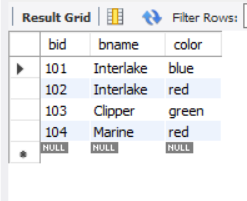 Result Grid Filter Rows:
bid bname color
101 Interlake blue
102 Interlake red
103 Clipper green
104 Marine red
NULL NULL NULL